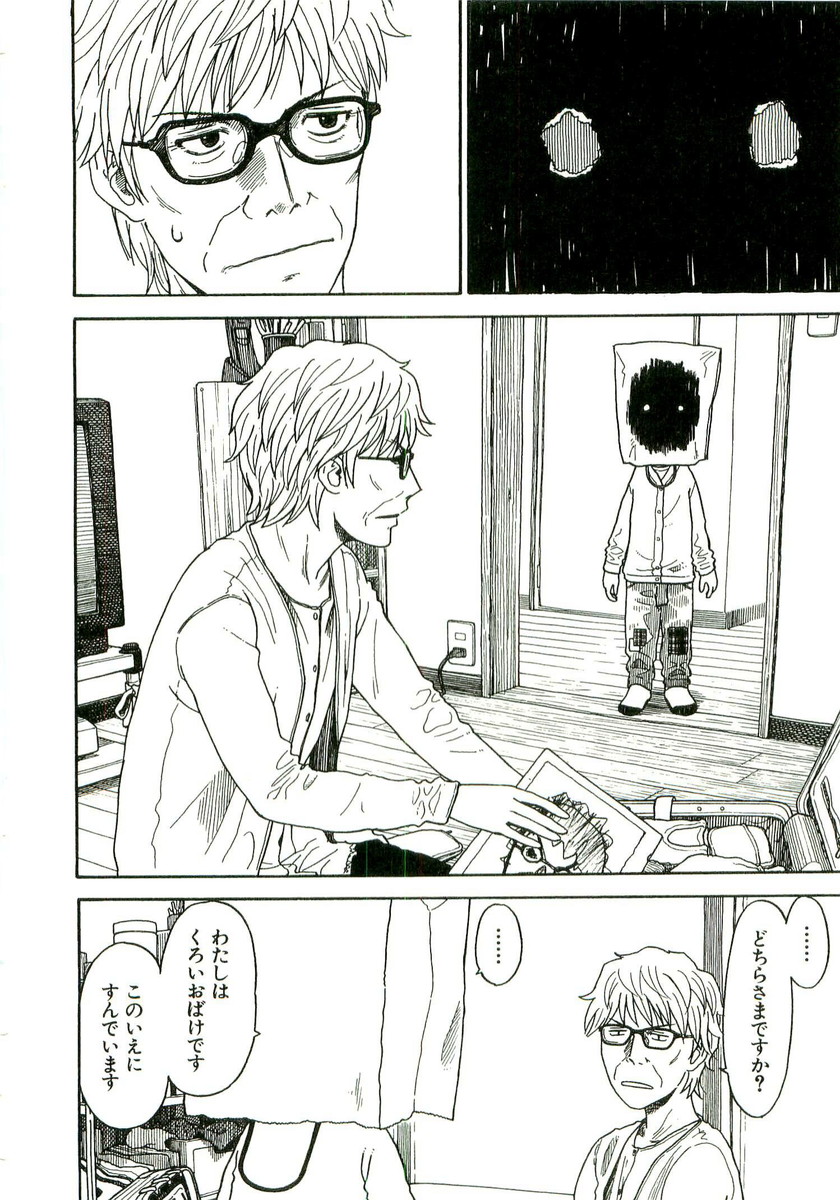 ……
どちらさまですか？
……
わたしは
くろいおばけです
このいえに
すんでいます